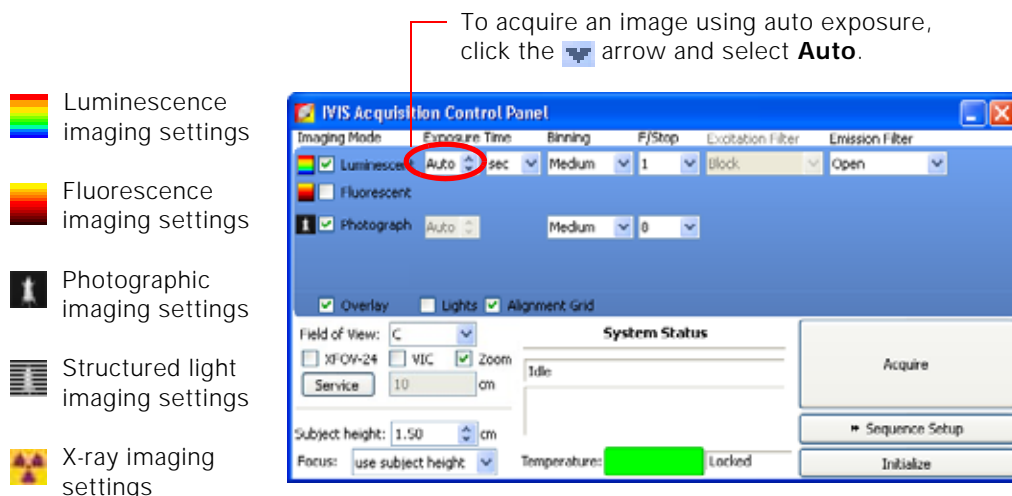 To acquire an image using auto exposure,
click the arrow and select Auto.
Luminescence
imaging settings
Fluorescence
imaging settings
Photographic
imaging settings
Structured light
imaging settings
X-ray imaging
settings
IVIS Acquisition Control Panel
Imaging Mode Exposure Time Binning F/Stop Excitation Filter Emission Filter
Luminescent Auto sec Medium 1 Block Open
Fluorescent
Photograph Auto Medium 8
Overlay Lights Alignment Grid
Field of View: C
XFOV-24 VIC Zoom
Service 10 cm
Subject height: 1.50 cm
Focus: use subject height
System Status
Idle
Temperature: Locked
Acquire
Sequence Setup
Initialize